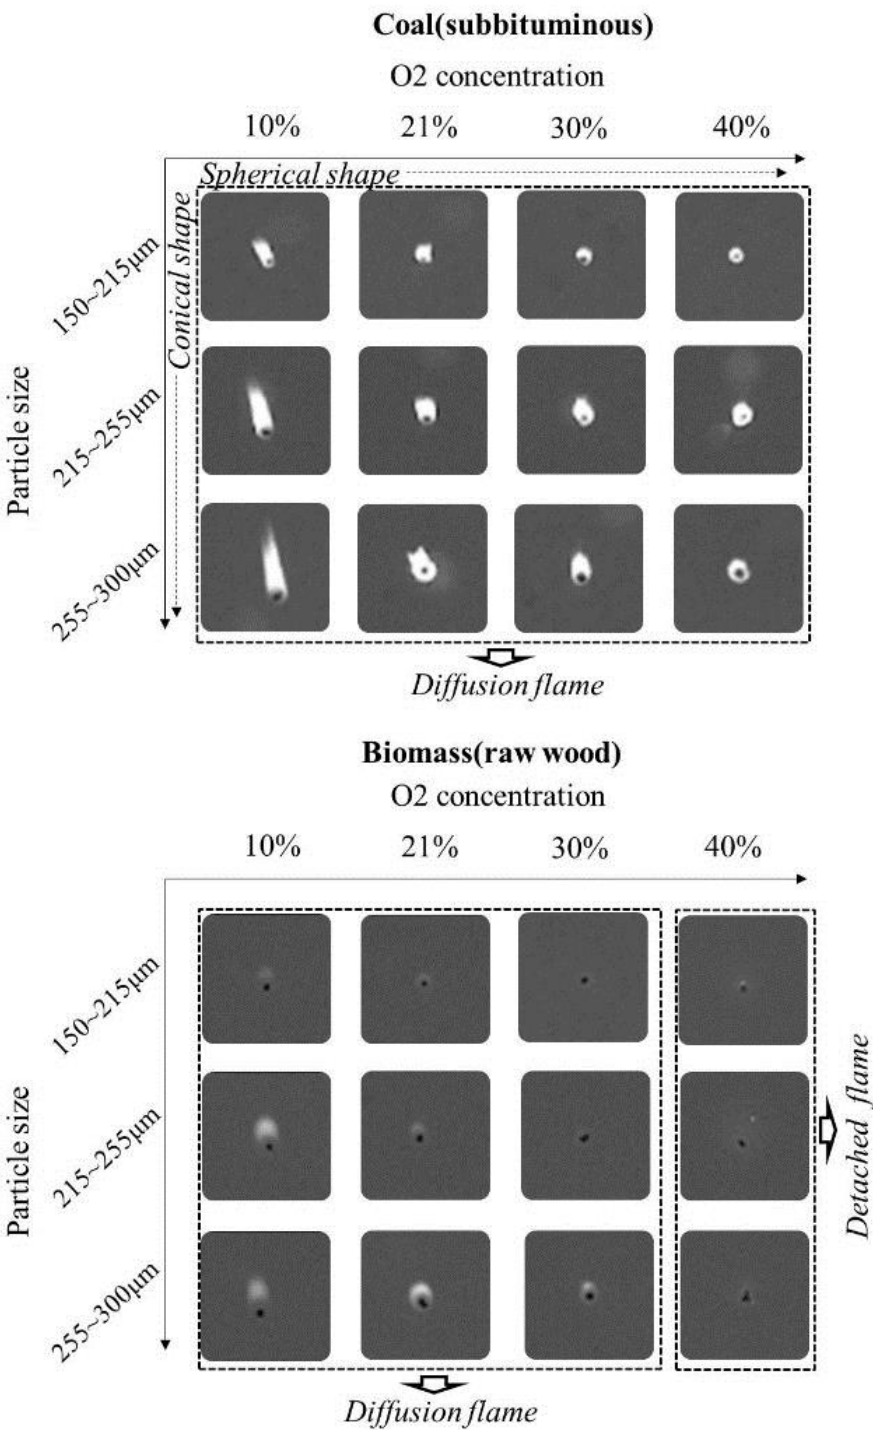 Coal(subbituminous)
O2 concentration
10% 21% 30% 40%
Spherical shape
Conical shape
Particle size
150~215μm
215~255μm
255~300μm
Diffusion flame
Biomass(raw wood)
O2 concentration
10% 21% 30% 40%
Particle size
150~215μm
215~255μm
255~300μm
Detached flame
Diffusion flame